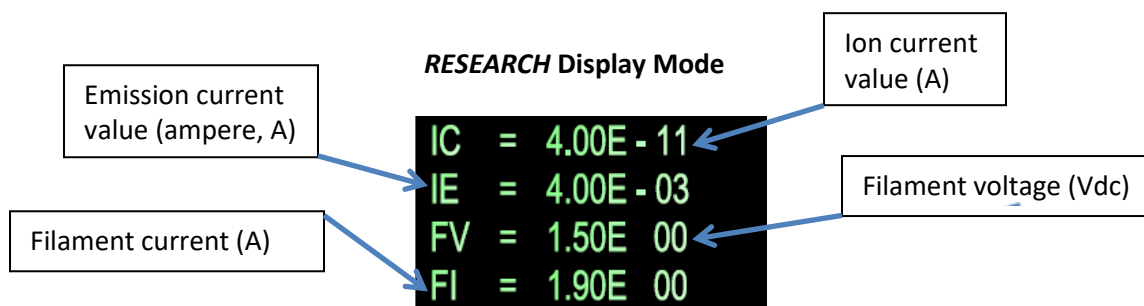 RESEARCH Display Mode
Ion current
value (A)
Emission current
value (ampere, A)
IC = 4.00E - 11
IE = 4.00E - 03
FV = 1.50E 00
FI = 1.90E 00
Filament voltage (Vdc)
Filament current (A)